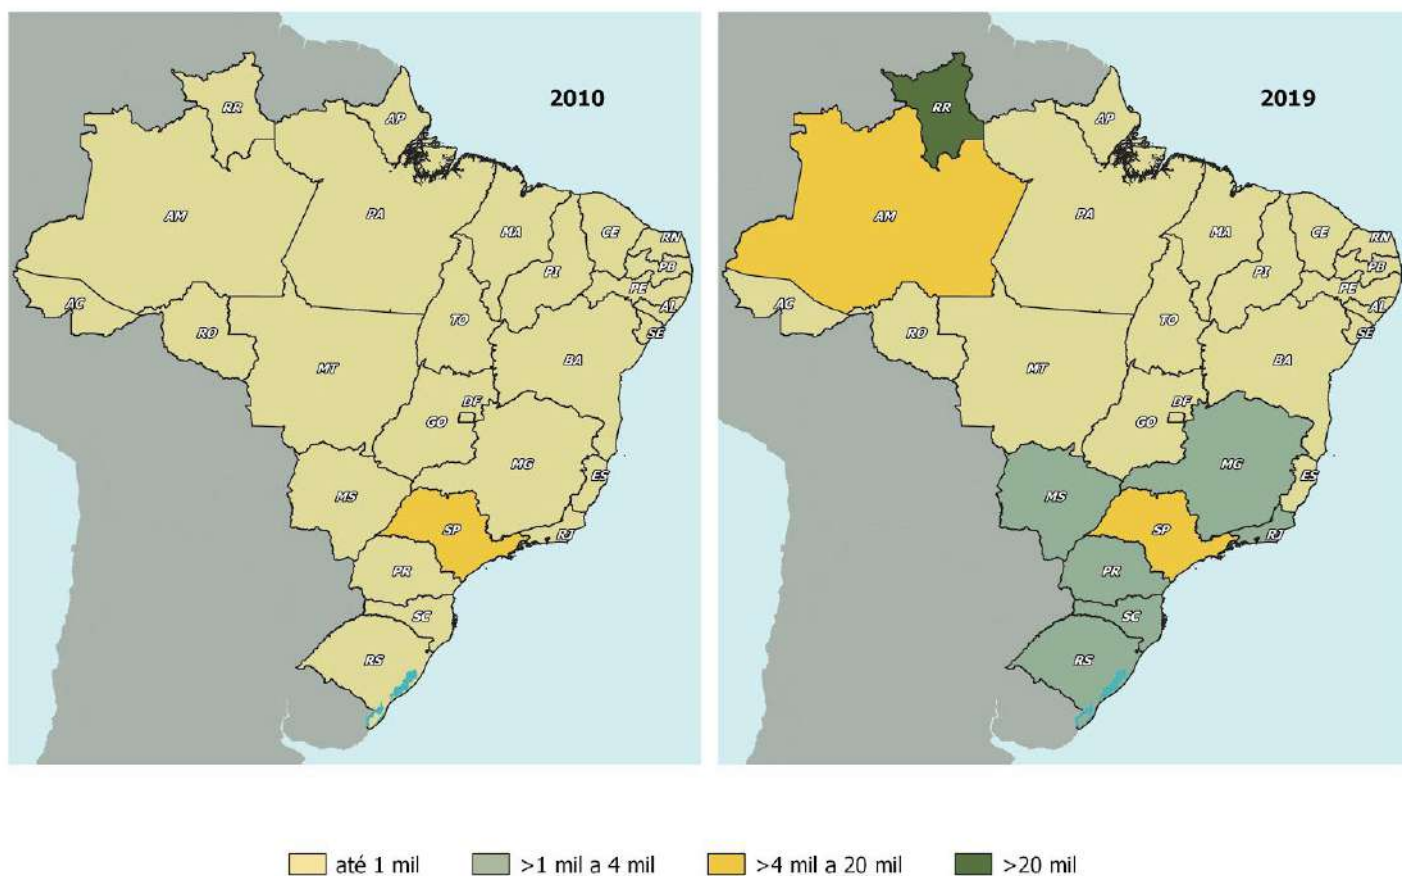 2010
RR
AP
AM
PA
MA
CE
RN
PB
PI
PE
AL
AC
SE
TO
RO
BA
MT
DF
GO
MG
ES
MS
SP
RJ
PR
SC
RS
2019
RR
AP
AM
PA
MA
CE
RN
PB
PI
PE
AL
AC
SE
TO
RO
BA
MT
DF
GO
MG
ES
MS
SP
RJ
PR
SC
RS
até 1 mil
>1 mil a 4 mil
>4 mil a 20 mil
>20 mil